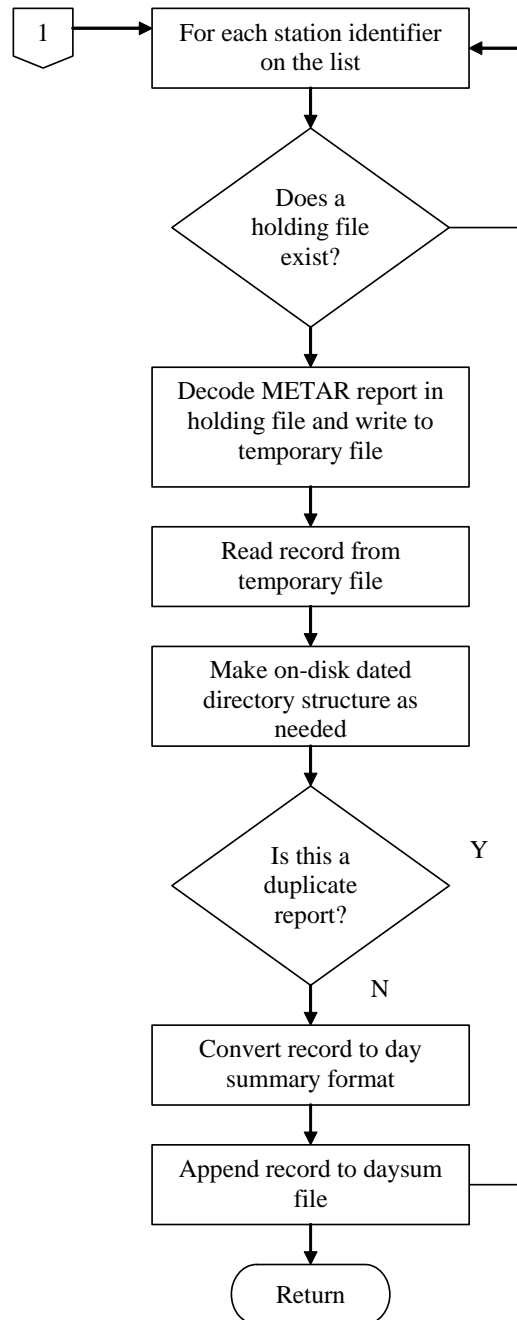 1
For each station identifier
on the list
Does a
holding file
exist?
Decode METAR report in
holding file and write to
temporary file
Read record from
temporary file
Make on-disk dated
directory structure as
needed
Is this a
duplicate
report?
Y
N
Convert record to day
summary format
Append record to daysum
file
Return